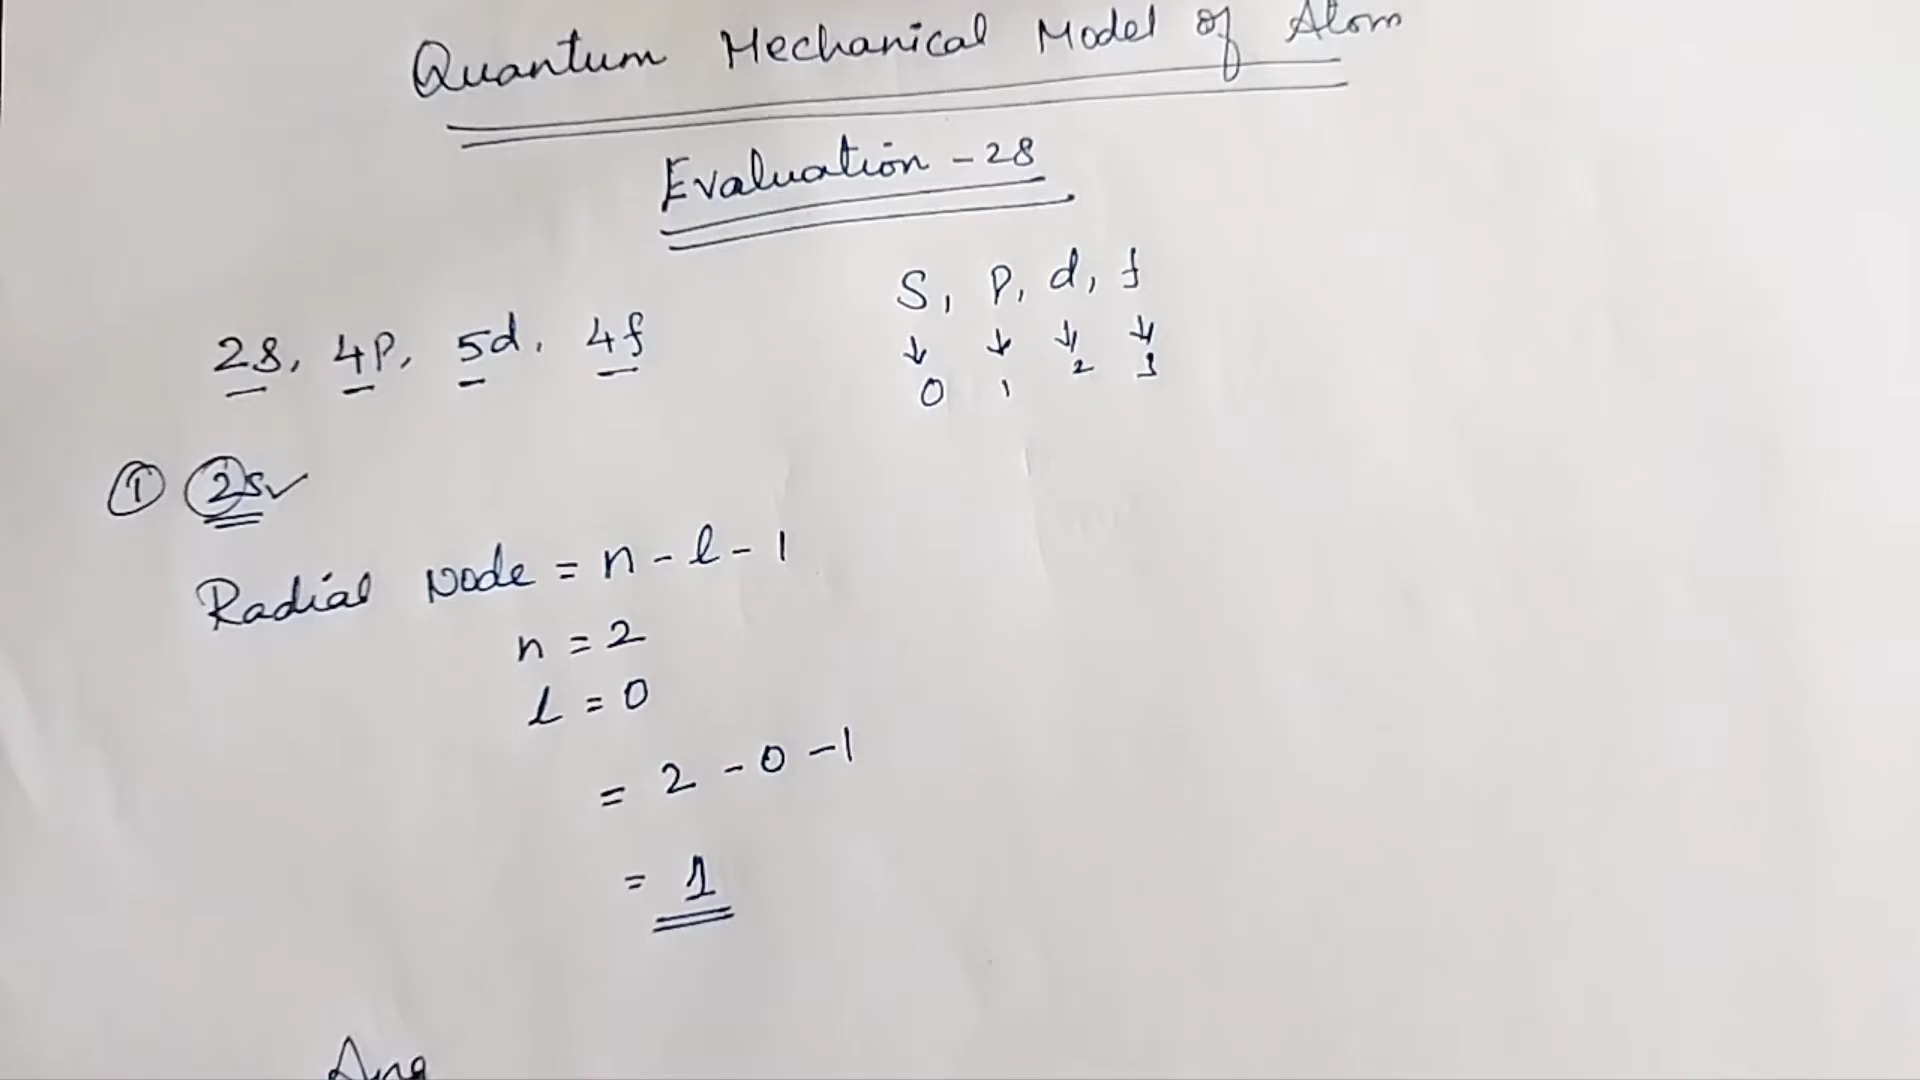 Quantum Mechanical Model of Atom
Evaluation - 28
S, P, d, f
2s, 4P, 5d, 4f
↓ ↓ ↓ ↓
0 1 2 3
① 2s✓
Radial Node = n - l - 1
n = 2
l = 0
= 2 - 0 - 1
= 1
Ang